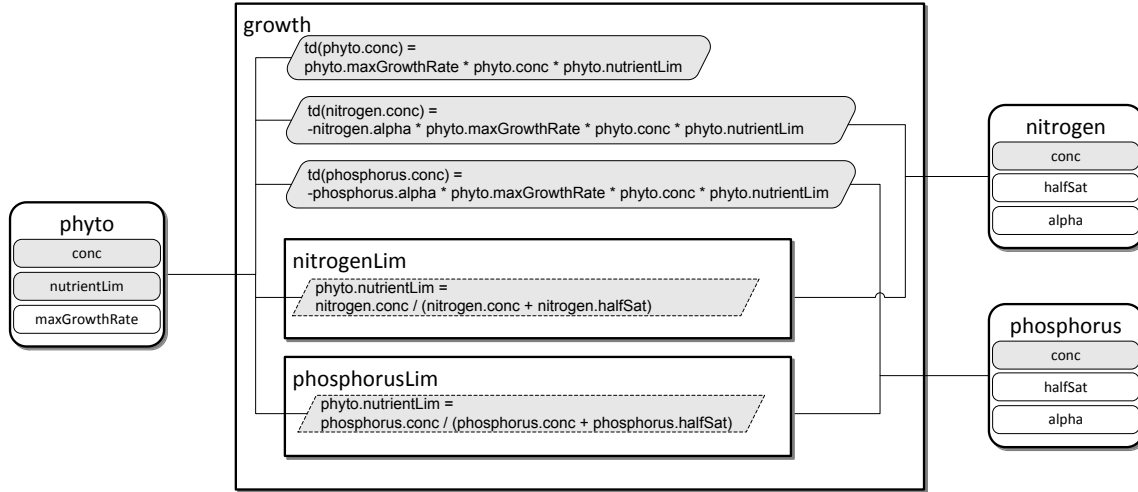 growth
td(phyto.conc) =
phyto.maxGrowthRate * phyto.conc * phyto.nutrientLim
td(nitrogen.conc) =
-nitrogen.alpha * phyto.maxGrowthRate * phyto.conc * phyto.nutrientLim
td(phosphorus.conc) =
-phosphorus.alpha * phyto.maxGrowthRate * phyto.conc * phyto.nutrientLim
phyto
conc
nutrientLim
maxGrowthRate
nitrogenLim
phyto.nutrientLim =
nitrogen.conc / (nitrogen.conc + nitrogen.halfSat)
phosphorusLim
phyto.nutrientLim =
phosphorus.conc / (phosphorus.conc + phosphorus.halfSat)
nitrogen
conc
halfSat
alpha
phosphorus
conc
halfSat
alpha